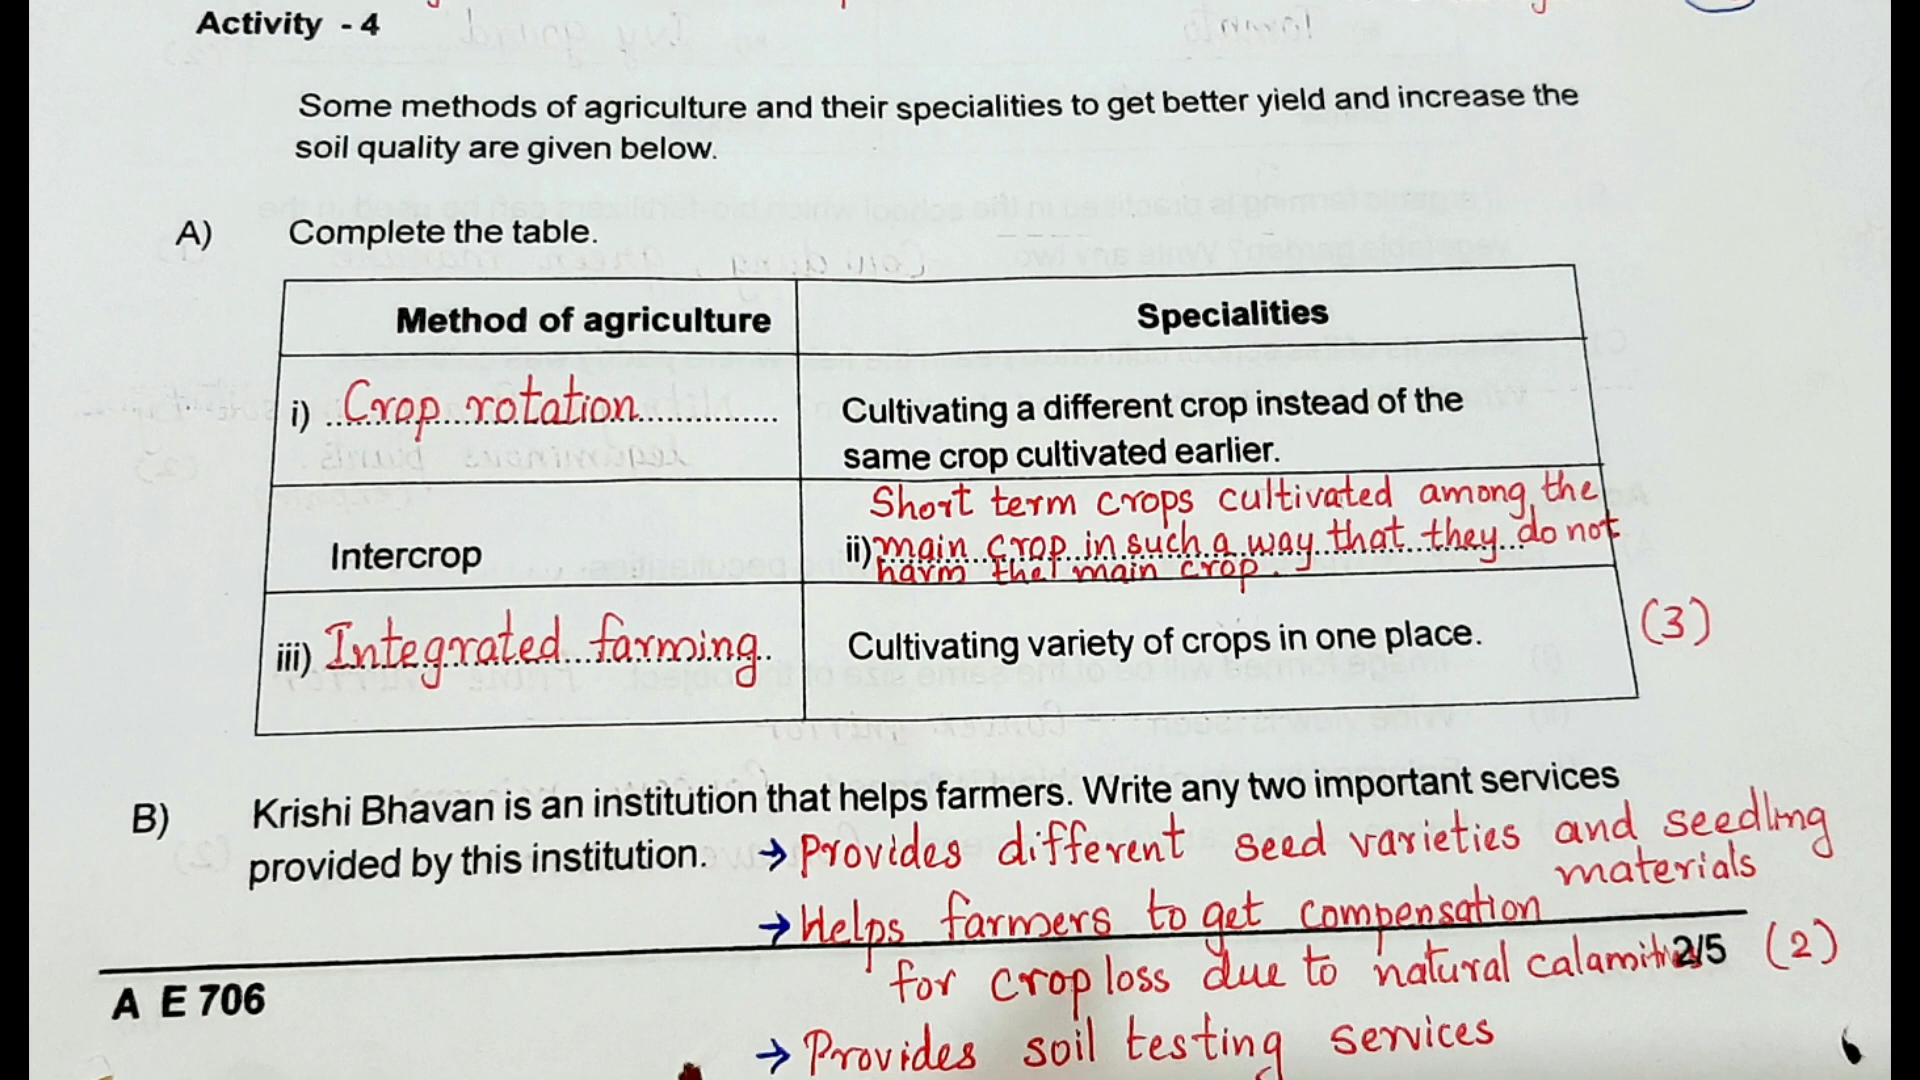 Activity - 4
Some methods of agriculture and their specialities to get better yield and increase the
soil quality are given below.
A) Complete the table.
Method of agriculture Specialities
i) Crop rotation Cultivating a different crop instead of the
same crop cultivated earlier.
Short term crops cultivated among the
Intercrop ii) main crop in such a way that they do not
harm the main crop.
iii) Integrated farming Cultivating variety of crops in one place. (3)
B) Krishi Bhavan is an institution that helps farmers. Write any two important services
provided by this institution. → Provides different seed varieties and seedling
materials
→ Helps farmers to get compensation
for crop loss due to natural calamities 2/5 (2)
A E 706
→ Provides soil testing services